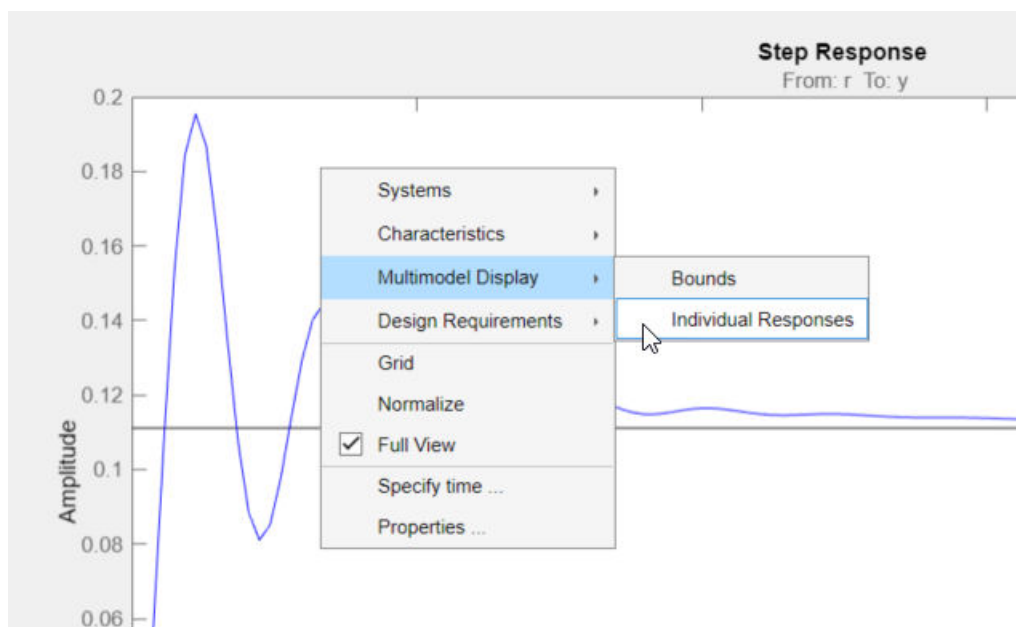 Step Response
From: r  To: y
0.2
0.18
0.16
0.14
0.12
0.1
0.08
0.06
Amplitude
Systems
Characteristics
Multimodel Display
Design Requirements
Grid
Normalize
Full View
Specify time ...
Properties ...
Bounds
Individual Responses